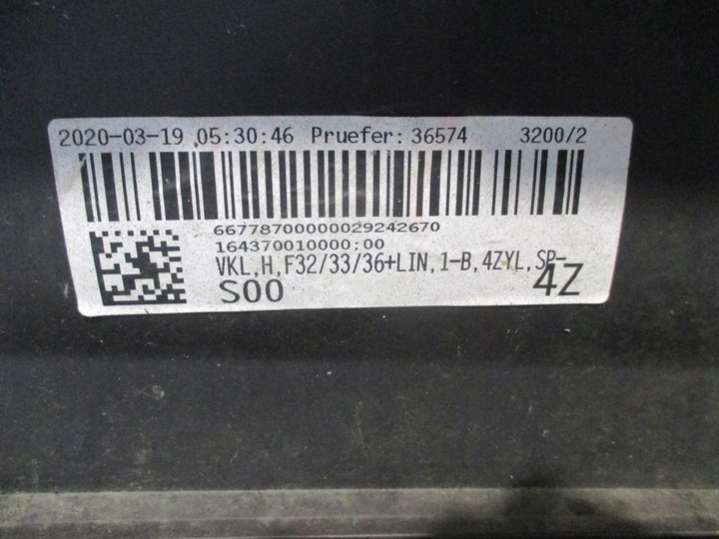 2020-03-19 05:30:46 Pruefer: 36574 3200/2
66778700000029242670
164370010000;00
VKL,H,F32/33/36+LIN,1-B,4ZYL,SP-
S00 4Z